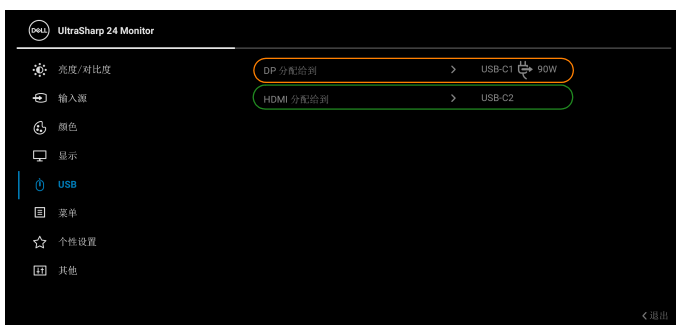 DELL UltraSharp 24 Monitor
亮度/对比度
DP 分配给到 > USB-C1 90W
输入源
HDMI 分配给到 > USB-C2
颜色
显示
USB
菜单
个性设置
其他
<退出